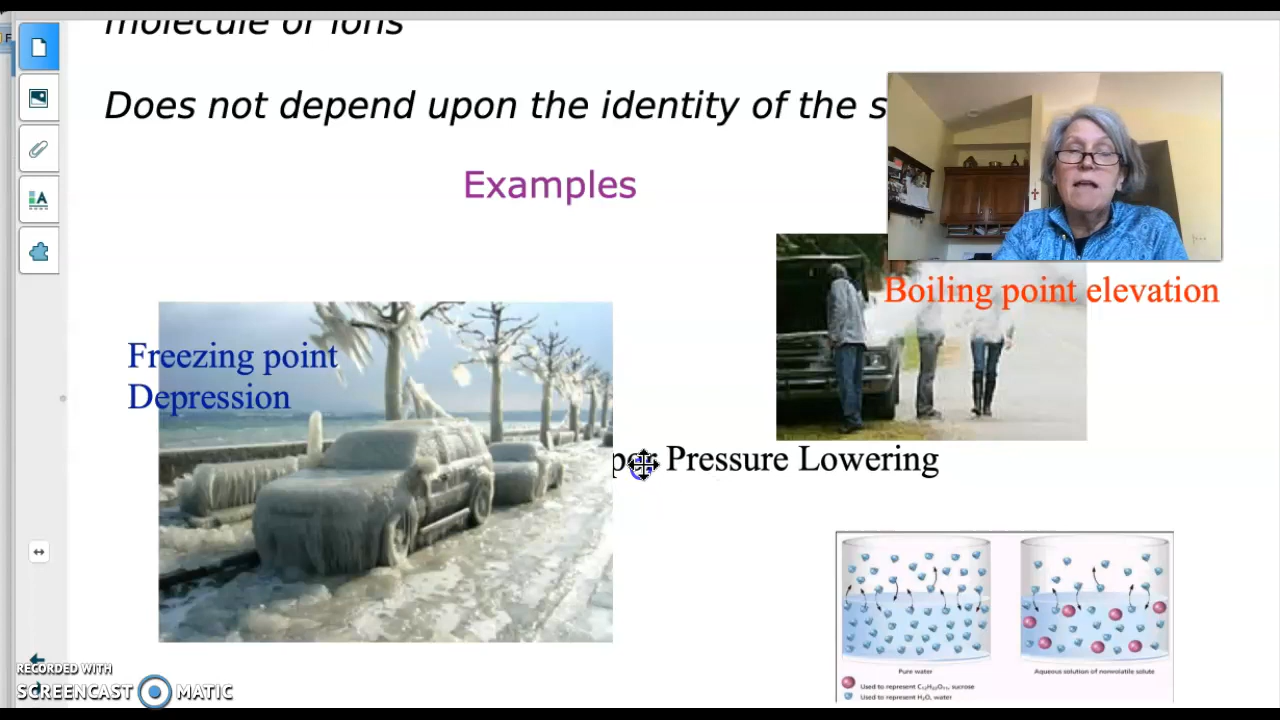 molecule or ions
Does not depend upon the identity of the s
Examples
Boiling point elevation
Freezing point
Depression
Pressure Lowering
Pure water
Aqueous solution of nonvolatile solute
Used to represent C₁₂H₂₂O₁₁, sucrose
Used to represent H₂O, water
RECORDED WITH
SCREENCAST MATIC